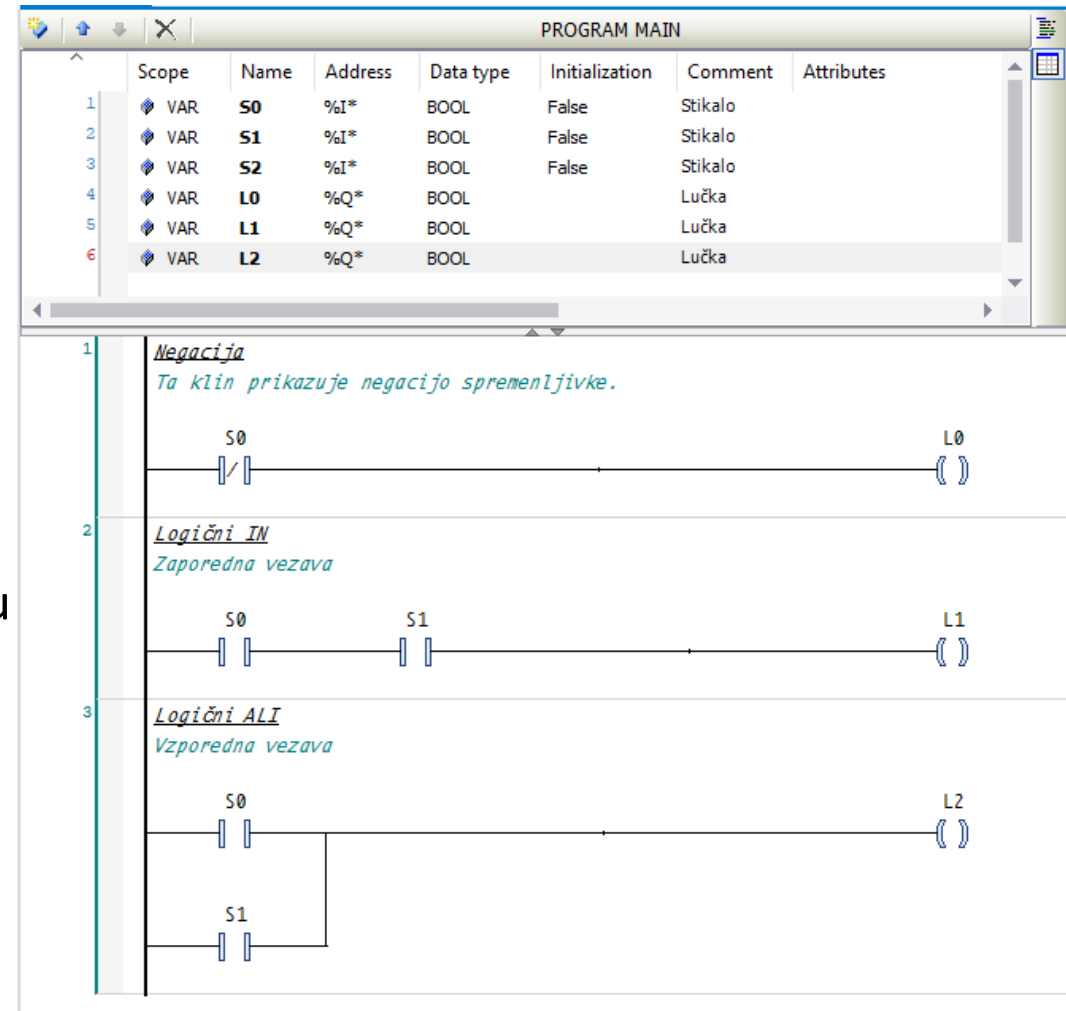 PROGRAM MAIN
Scope Name Address Data type Initialization Comment Attributes
1 VAR S0 %I* BOOL False Stikalo
2 VAR S1 %I* BOOL False Stikalo
3 VAR S2 %I* BOOL False Stikalo
4 VAR L0 %Q* BOOL Lučka
5 VAR L1 %Q* BOOL Lučka
6 VAR L2 %Q* BOOL Lučka
1 Negacija
Ta klin prikazuje negacijo spremenljivke.
S0 L0
2 Logični IN
Zaporedna vezava
u
S0 S1 L1
3 Logični ALI
Vzporedna vezava
S0 L2
S1